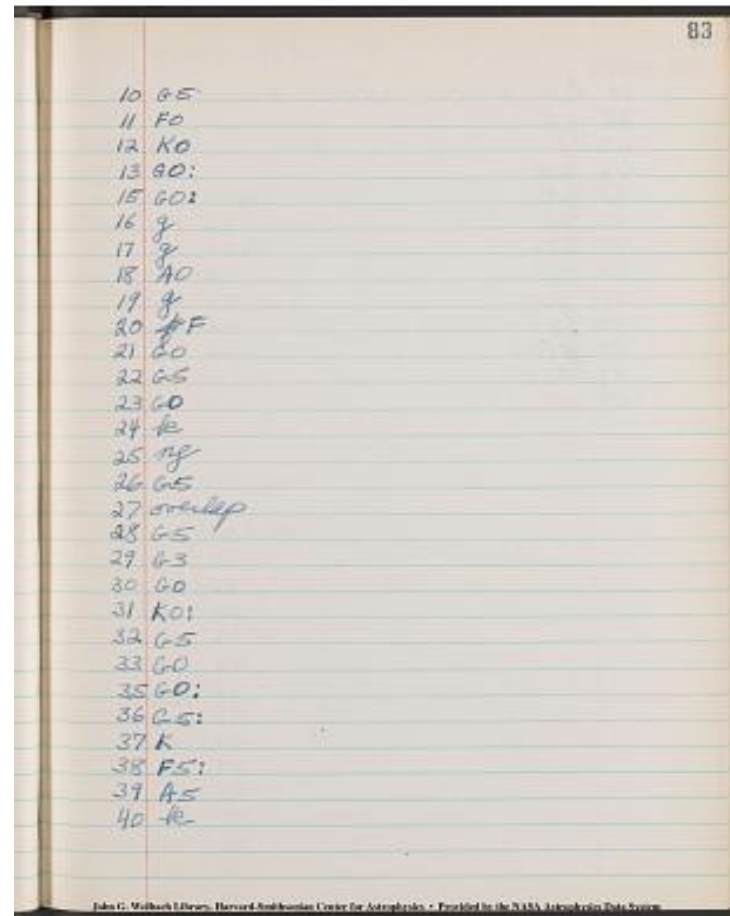 83
10 G5
11 F0
12 K0
13 G0:
15 G0:
16 g
17 g
18 A0
19 g
20 F
21 G0
22 G5
23 G0
24 k
25 ng
26 G5
27 overlap
28 G5
29 G3
30 G0
31 K0:
32 G5
33 G0
35 G0:
36 G5:
37 K
38 F5:
39 A5
40 k
John G. Wolbach Library, Harvard-Smithsonian Center for Astrophysics • Provided by the NASA Astrophysics Data System